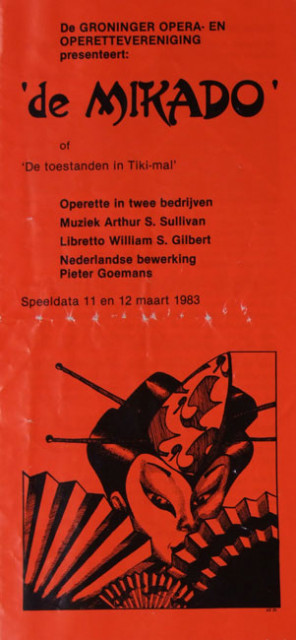 De GRONINGER OPERA- EN
OPERETTEVERENIGING
presenteert:
'de MIKADO'
of
'De toestanden in Tiki-mal'
Operette in twee bedrijven
Muziek Arthur S. Sullivan
Libretto William S. Gilbert
Nederlandse bewerking
Pieter Goemans
Speeldata 11 en 12 maart 1983